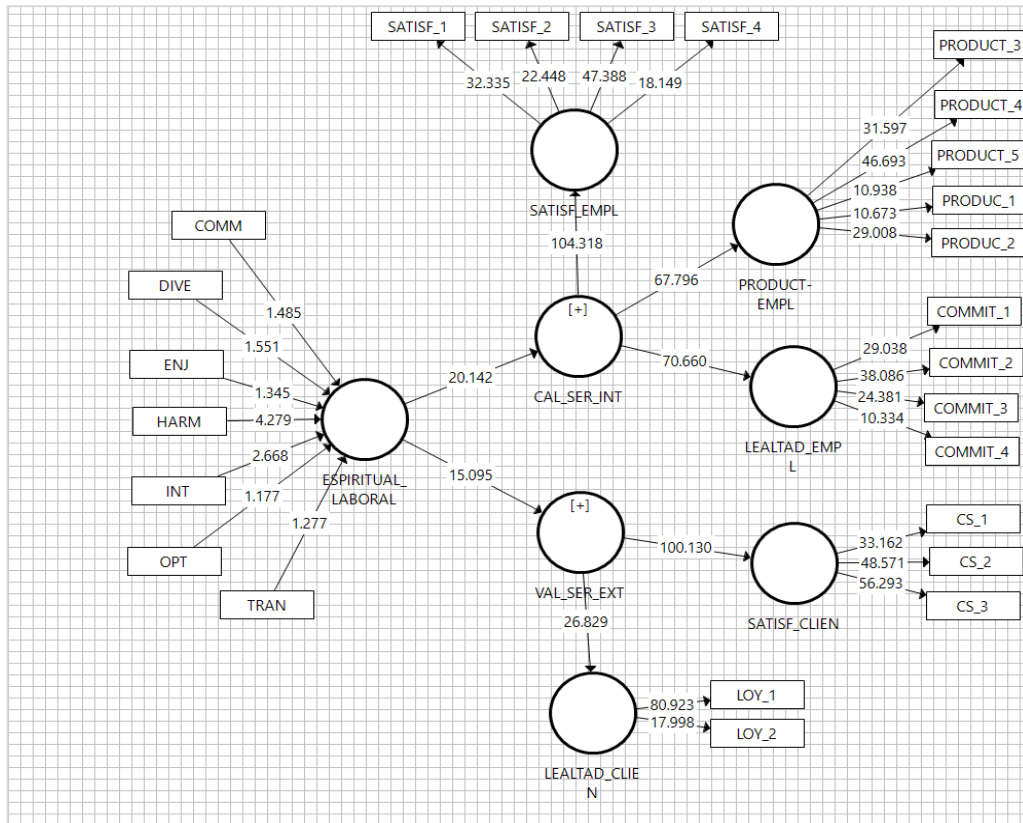 SATISF_1
SATISF_2
SATISF_3
SATISF_4
32.335
22.448
47.388
18.149
SATISF_EMPL
104.318
PRODUCT_3
PRODUCT_4
PRODUCT_5
PRODUC_1
PRODUC_2
31.597
46.693
10.938
10.673
29.008
PRODUCT-
EMPL
67.796
COMM
DIVE
ENJ
HARM
INT
OPT
TRAN
1.485
1.551
1.345
4.279
2.668
1.177
1.277
ESPIRITUAL_
LABORAL
20.142
[+]
CAL_SER_INT
70.660
LEALTAD_EMP
L
COMMIT_1
COMMIT_2
COMMIT_3
COMMIT_4
29.038
38.086
24.381
10.334
15.095
[+]
VAL_SER_EXT
100.130
SATISF_CLIEN
CS_1
CS_2
CS_3
33.162
48.571
56.293
26.829
LEALTAD_CLIE
N
80.923
17.998
LOY_1
LOY_2